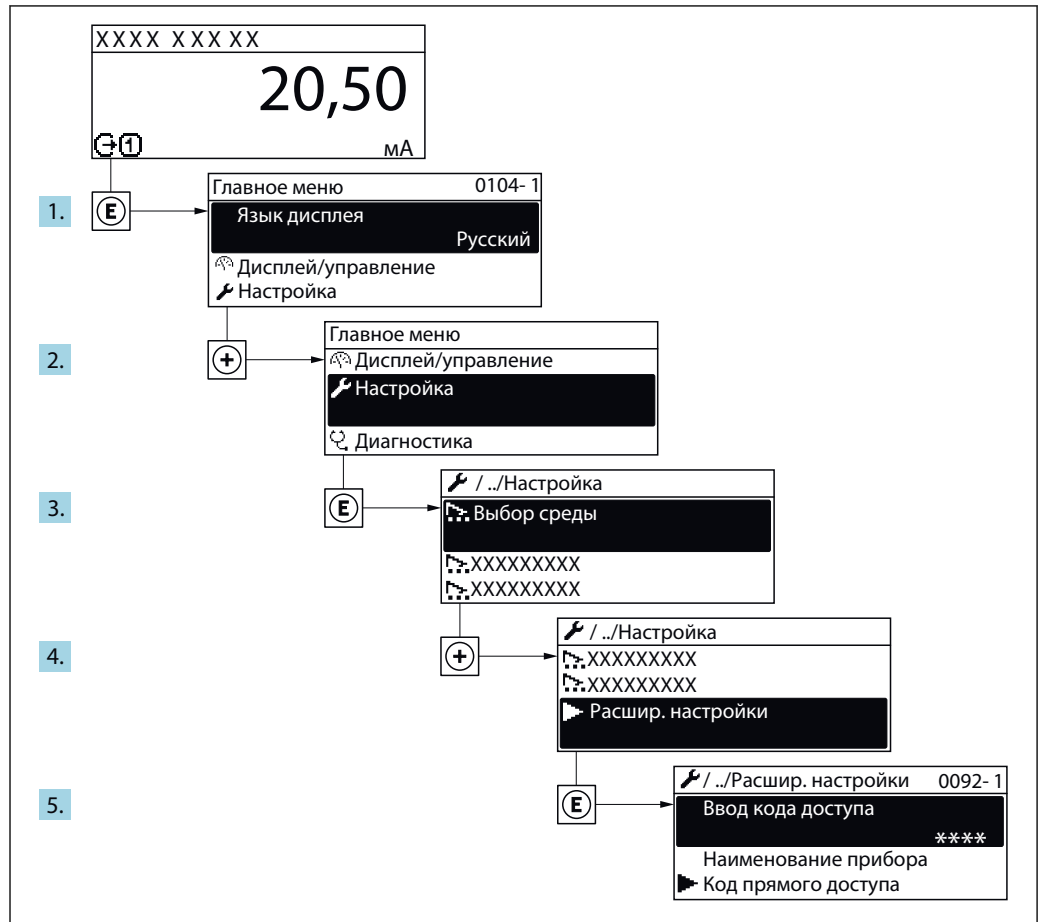 XXXX XXX XX
20,50
① мА
1.
E
Главное меню 0104-1
Язык дисплея
Русский
Дисплей/управление
Настройка
2.
+
Главное меню
Дисплей/управление
Настройка
Диагностика
3.
E
/ ../Настройка
Выбор среды
XXXXXXXXX
XXXXXXXXX
4.
+
/ ../Настройка
XXXXXXXXX
XXXXXXXXX
Расшир. настройки
5.
E
/ ../Расшир. настройки 0092-1
Ввод кода доступа
****
Наименование прибора
Код прямого доступа